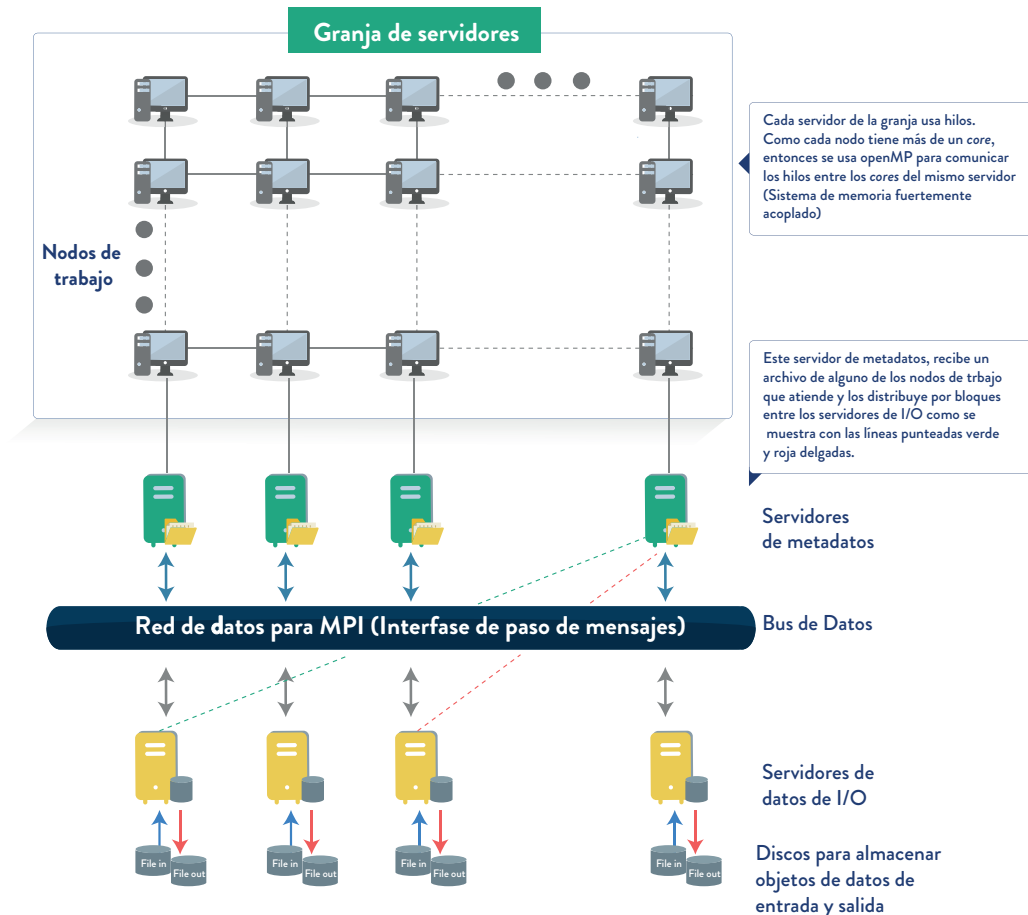 Granja de servidores
Cada servidor de la granja usa hilos.
Como cada nodo tiene más de un core,
entonces se usa openMP para comunicar
los hilos entre los cores del mismo servidor
(Sistema de memoria fuertemente
acoplado)
Nodos de
trabajo
Este servidor de metadatos, recibe un
archivo de alguno de los nodos de trbajo
que atiende y los distribuye por bloques
entre los servidores de I/O como se
muestra con las líneas punteadas verde
y roja delgadas.
Servidores
de metadatos
Red de datos para MPI (Interfase de paso de mensajes)
Bus de Datos
Servidores de
datos de I/O
File in
File out
File in
File out
File in
File out
File in
File out
Discos para almacenar
objetos de datos de
entrada y salida